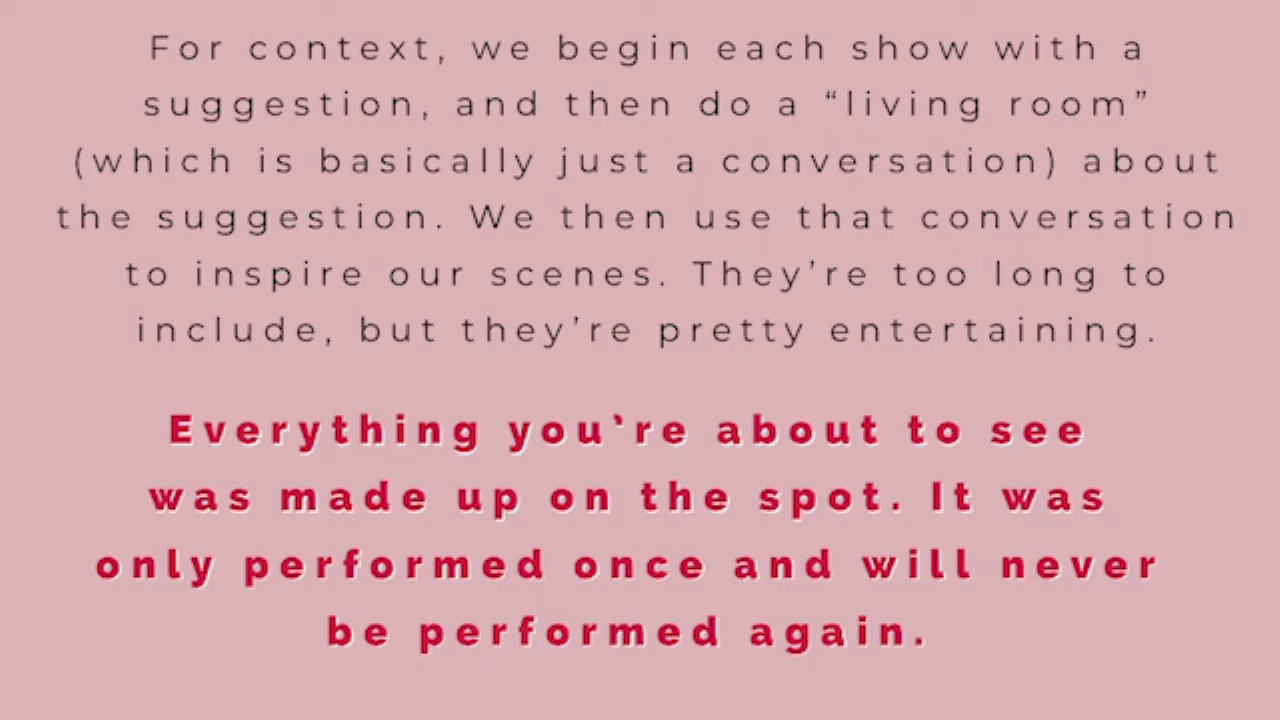 For context, we begin each show with a
suggestion, and then do a “living room”
(which is basically just a conversation) about
the suggestion. We then use that conversation
to inspire our scenes. They’re too long to
include, but they’re pretty entertaining.
Everything you’re about to see
was made up on the spot. It was
only performed once and will never
be performed again.